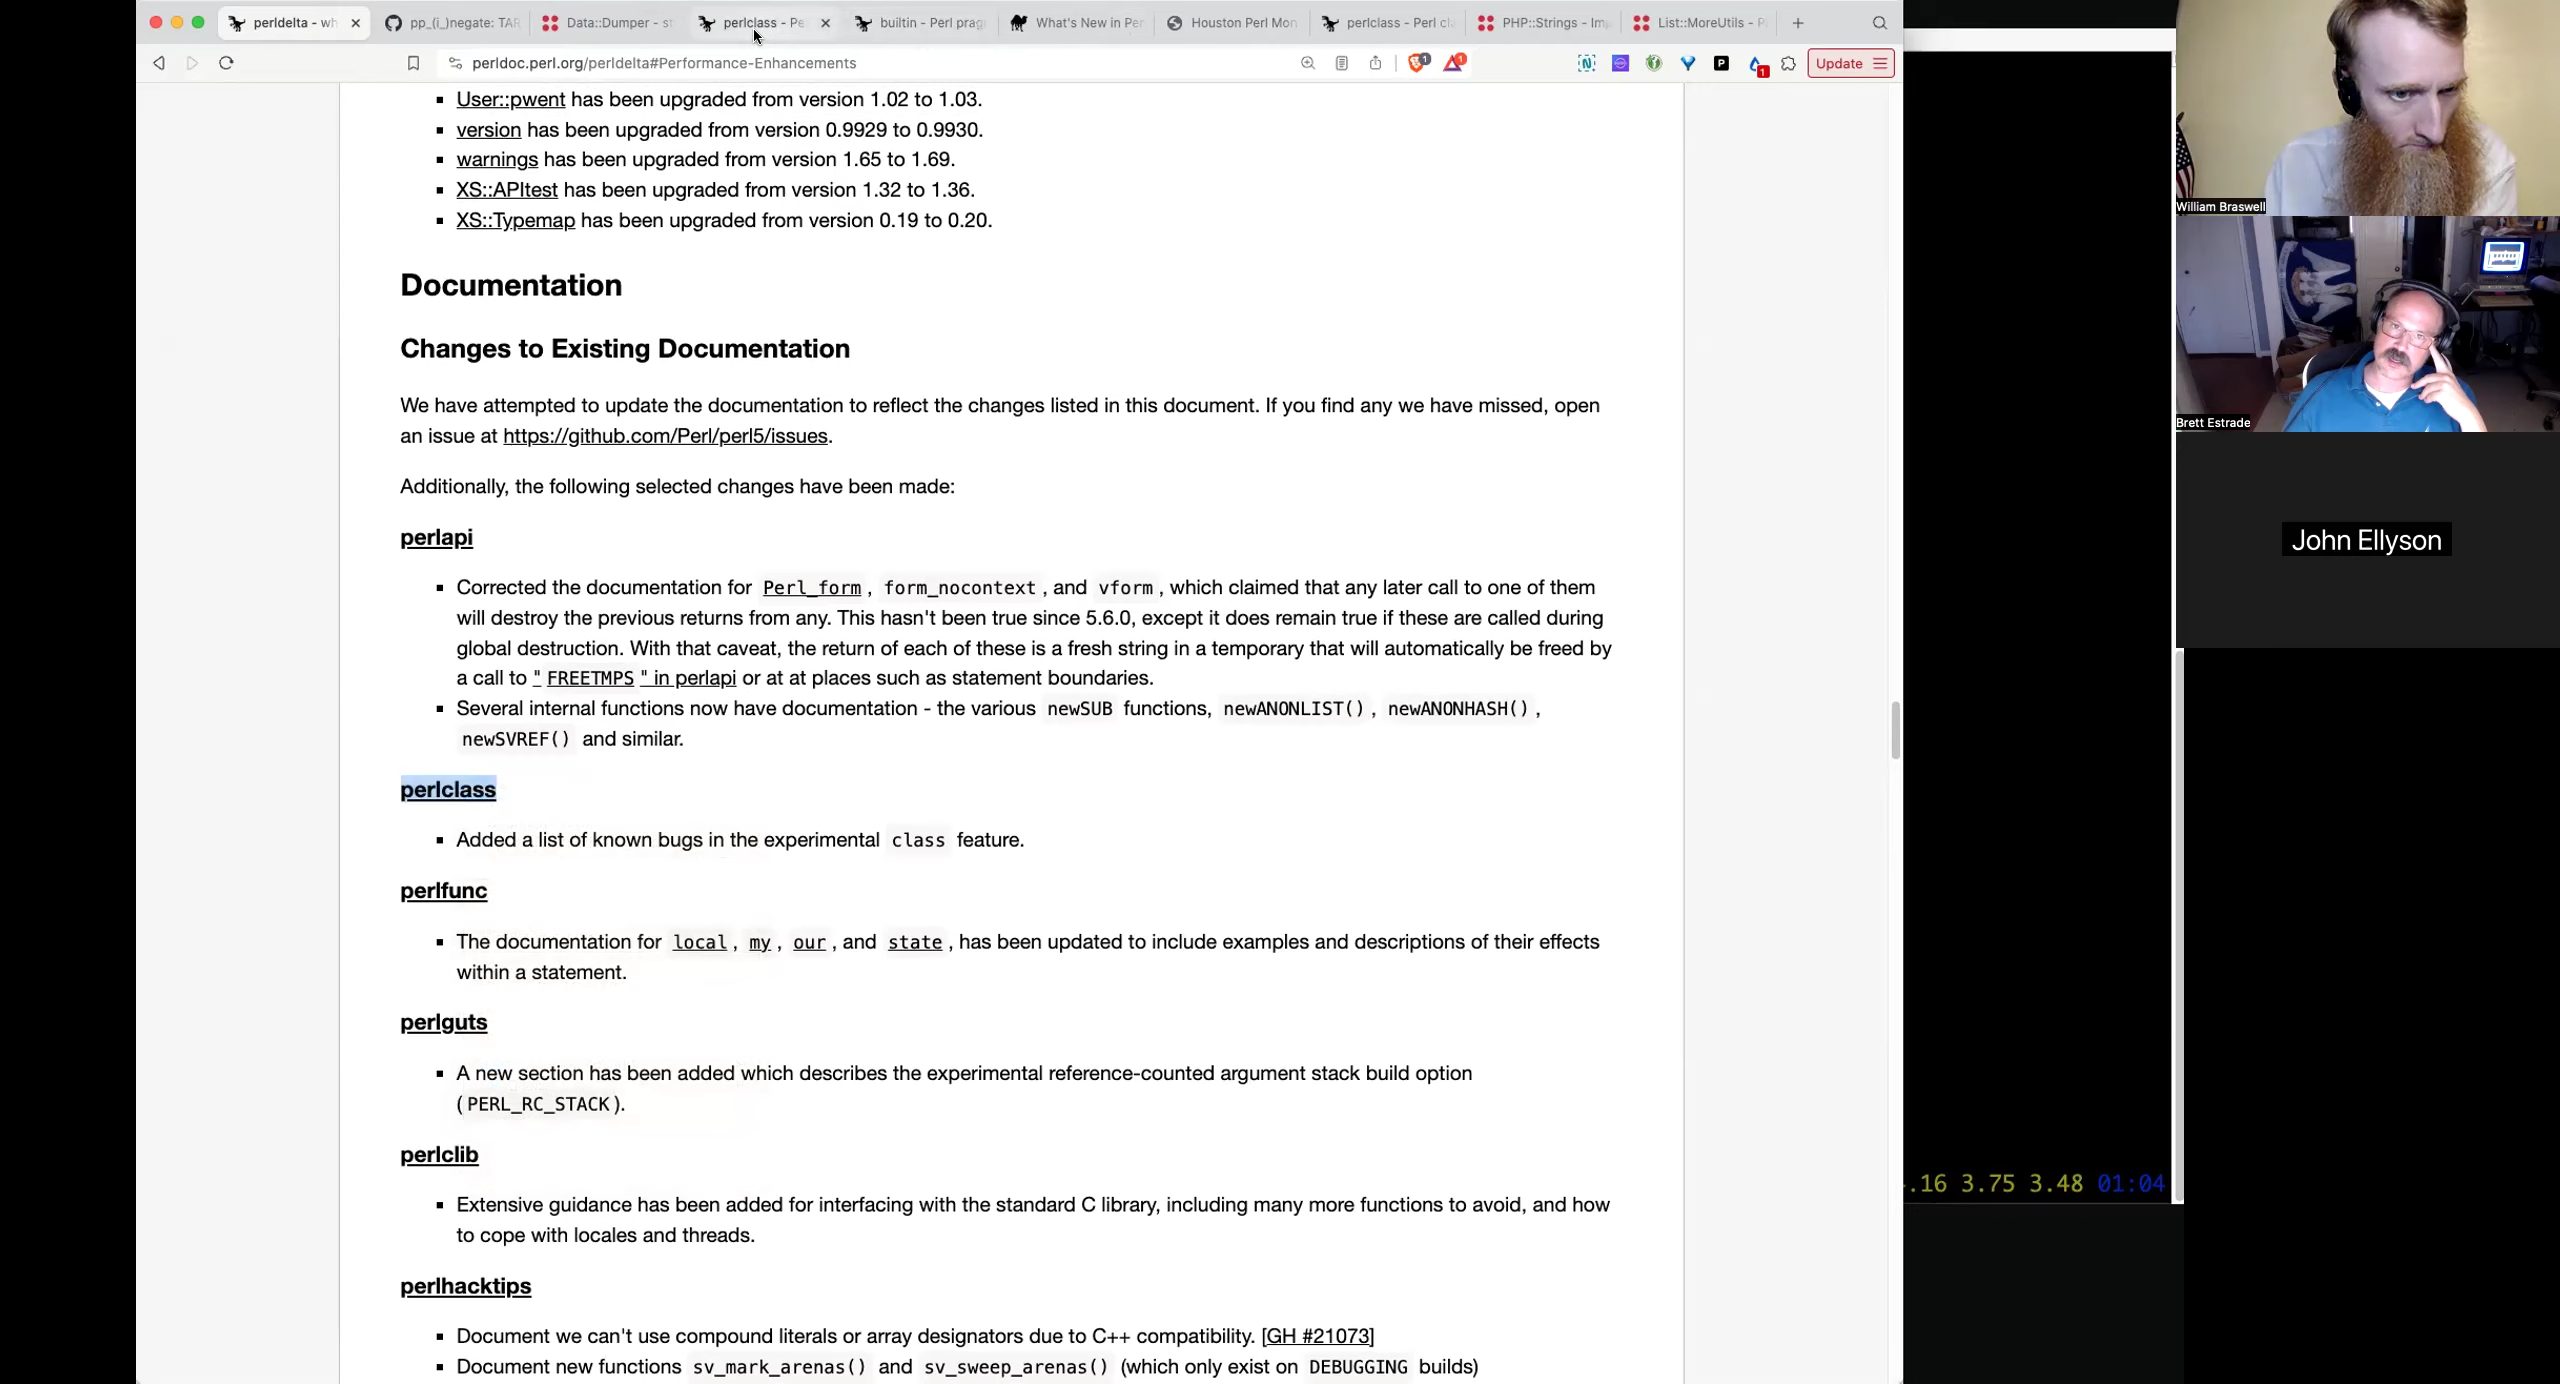 perldelta - wh
pp_(i_)negate: TAR
Data::Dumper - st
perlclass - Pe
builtin - Perl prag
What's New in Per
Houston Perl Mon
perlclass - Perl cl
PHP::Strings - Im
List::MoreUtils - P
perldoc.perl.org/perldelta#Performance-Enhancements
1
1
N
P
1
Update
User::pwent has been upgraded from version 1.02 to 1.03.
version has been upgraded from version 0.9929 to 0.9930.
warnings has been upgraded from version 1.65 to 1.69.
XS::APItest has been upgraded from version 1.32 to 1.36.
XS::Typemap has been upgraded from version 0.19 to 0.20.
Documentation
Changes to Existing Documentation
We have attempted to update the documentation to reflect the changes listed in this document. If you find any we have missed, open
an issue at https://github.com/Perl/perl5/issues.
Additionally, the following selected changes have been made:
perlapi
Corrected the documentation for Perl_form, form_nocontext, and vform, which claimed that any later call to one of them
will destroy the previous returns from any. This hasn't been true since 5.6.0, except it does remain true if these are called during
global destruction. With that caveat, the return of each of these is a fresh string in a temporary that will automatically be freed by
a call to "FREETMPS" in perlapi or at at places such as statement boundaries.
Several internal functions now have documentation - the various newSUB functions, newANONLIST(), newANONHASH(),
newSVREF() and similar.
perlclass
Added a list of known bugs in the experimental class feature.
perlfunc
The documentation for local, my, our, and state, has been updated to include examples and descriptions of their effects
within a statement.
perlguts
A new section has been added which describes the experimental reference-counted argument stack build option
(PERL_RC_STACK).
perlclib
Extensive guidance has been added for interfacing with the standard C library, including many more functions to avoid, and how
to cope with locales and threads.
perlhacktips
Document we can't use compound literals or array designators due to C++ compatibility. [GH #21073]
Document new functions sv_mark_arenas() and sv_sweep_arenas() (which only exist on DEBUGGING builds)
William Braswell
Brett Estrade
John Ellyson
.16 3.75 3.48 01:04